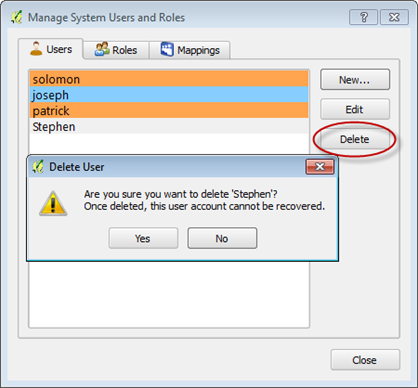 Manage System Users and Roles
Users
Roles
Mappings
solomon
joseph
patrick
Stephen
New...
Edit
Delete
Delete User
Are you sure you want to delete 'Stephen'?
Once deleted, this user account cannot be recovered.
Yes
No
Close